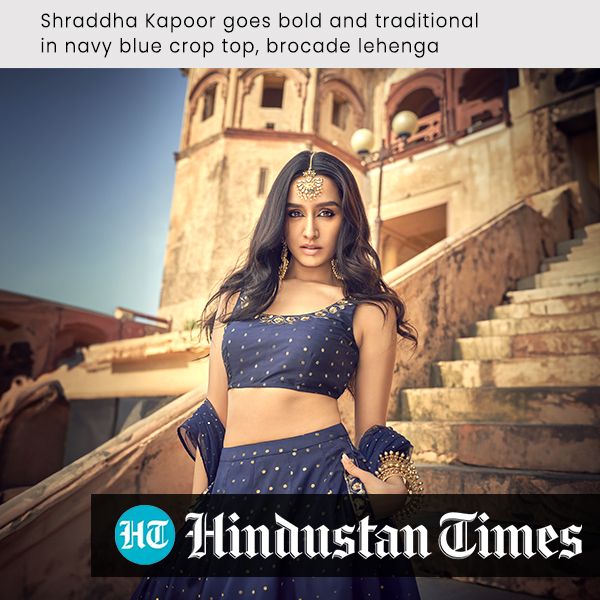 Shraddha Kapoor goes bold and traditional
in navy blue crop top, brocade lehenga
HT Hindustan Times